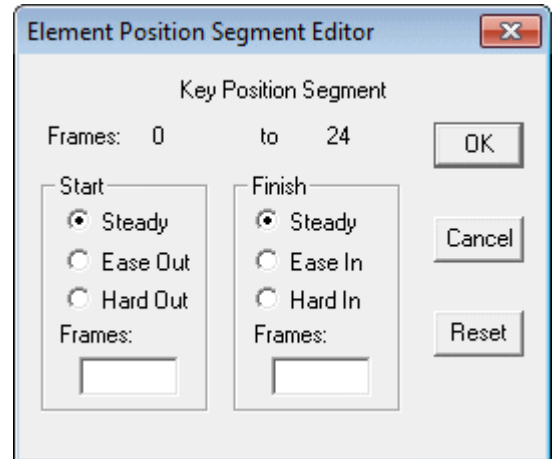 Element Position Segment Editor
Key Position Segment
Frames: 0 to 24
OK
Start
Steady
Ease Out
Hard Out
Frames:
Finish
Steady
Ease In
Hard In
Frames:
Cancel
Reset